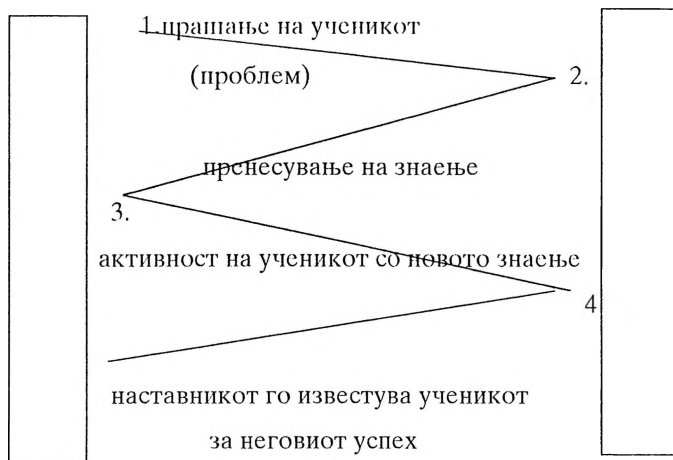 1.прашање на ученикот
(проблем)
2.
пренесување на знаење
3.
активност на ученикот со новото знаење
4
наставникот го известува ученикот
за неговиот успех